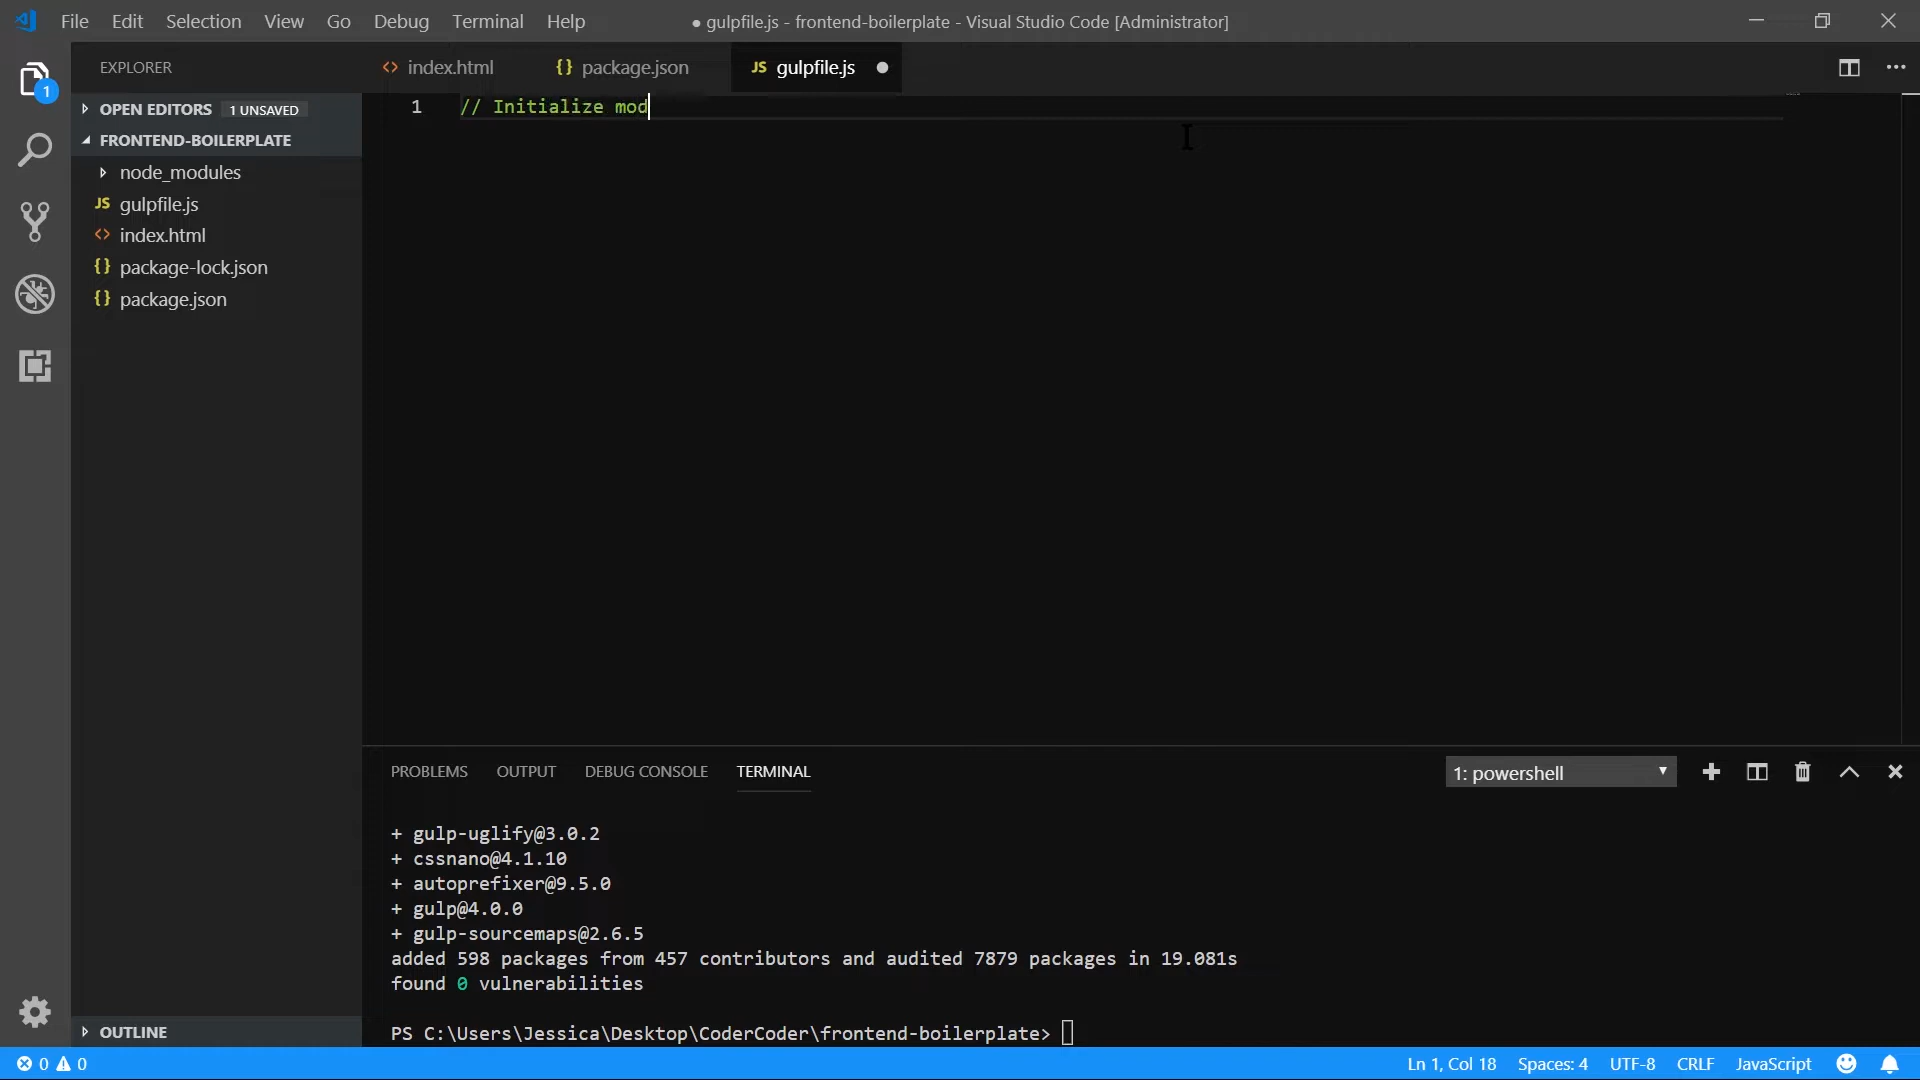 File Edit Selection View Go Debug Terminal Help
● gulpfile.js - frontend-boilerplate - Visual Studio Code [Administrator]
EXPLORER
<> index.html
{} package.json
JS gulpfile.js ●
1
OPEN EDITORS 1 UNSAVED
FRONTEND-BOILERPLATE
node_modules
JS gulpfile.js
<> index.html
{} package-lock.json
{} package.json
OUTLINE
1 // Initialize mod
PROBLEMS OUTPUT DEBUG CONSOLE TERMINAL
1: powershell
+ gulp-uglify@3.0.2
+ cssnano@4.1.10
+ autoprefixer@9.5.0
+ gulp@4.0.0
+ gulp-sourcemaps@2.6.5
added 598 packages from 457 contributors and audited 7879 packages in 19.081s
found 0 vulnerabilities
PS C:\Users\Jessica\Desktop\CoderCoder\frontend-boilerplate>
0 0
Ln 1, Col 18 Spaces: 4 UTF-8 CRLF JavaScript